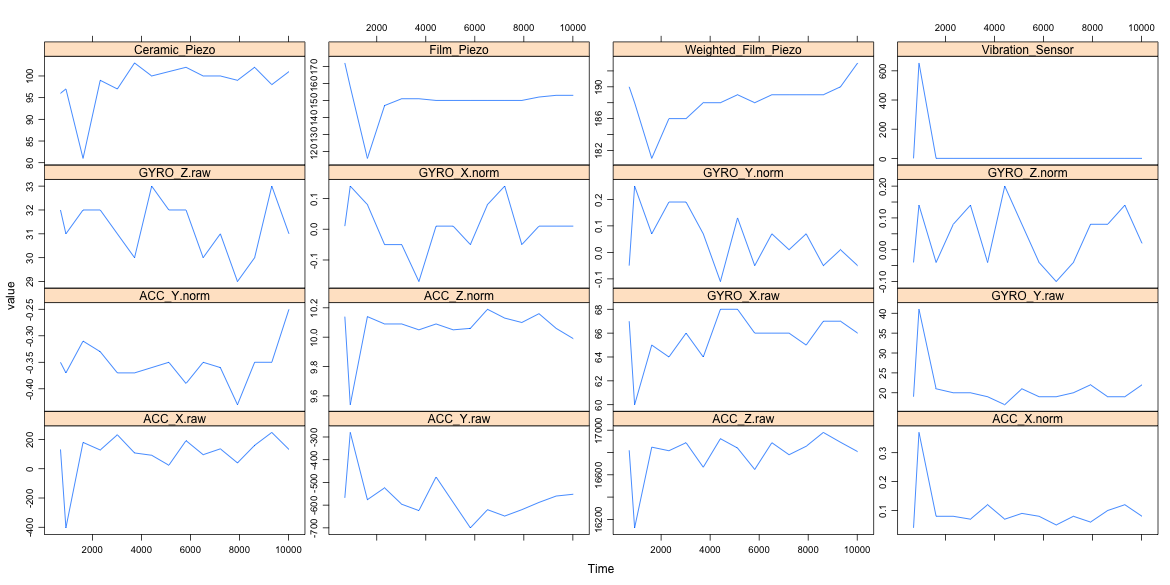 2000 4000 6000 8000 10000 2000 4000 6000 8000 10000
Ceramic_Piezo Film_Piezo Weighted_Film_Piezo Vibration_Sensor
80 85 90 95 100
120 130 140 150 160 170
182 186 190
0 200 400 600
GYRO_Z.raw GYRO_X.norm GYRO_Y.norm GYRO_Z.norm
29 30 31 32 33
-0.1 0.0 0.1
-0.1 0.0 0.1 0.2
-0.10 0.00 0.10 0.20
value
ACC_Y.norm ACC_Z.norm GYRO_X.raw GYRO_Y.raw
-0.40 -0.35 -0.30 -0.25
9.6 9.8 10.0 10.2
60 62 64 66 68
20 25 30 35 40
ACC_X.raw ACC_Y.raw ACC_Z.raw ACC_X.norm
-400 -200 0 200
-700 -600 -500 -400 -300
16200 16600 17000
0.1 0.2 0.3
2000 4000 6000 8000 10000 2000 4000 6000 8000 10000
Time